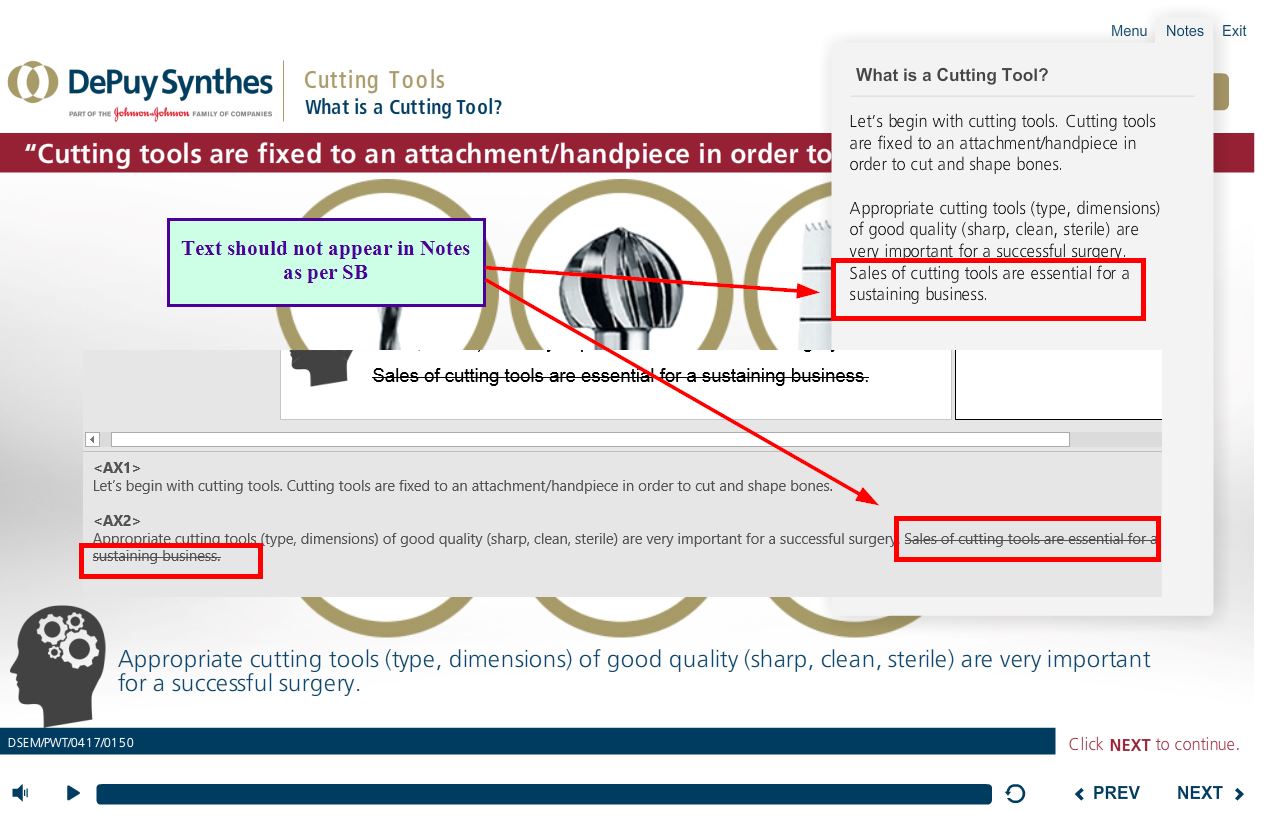 Menu Notes Exit
DePuy Synthes
PART OF THE Johnson & Johnson FAMILY OF COMPANIES
Cutting Tools
What is a Cutting Tool?
“Cutting tools are fixed to an attachment/handpiece in order to
What is a Cutting Tool?
Let’s begin with cutting tools. Cutting tools
are fixed to an attachment/handpiece in
order to cut and shape bones.
Appropriate cutting tools (type, dimensions)
of good quality (sharp, clean, sterile) are
very important for a successful surgery.
Sales of cutting tools are essential for a
sustaining business.
Text should not appear in Notes
as per SB
Sales of cutting tools are essential for a sustaining business.
<AX1>
Let’s begin with cutting tools. Cutting tools are fixed to an attachment/handpiece in order to cut and shape bones.
<AX2>
Appropriate cutting tools (type, dimensions) of good quality (sharp, clean, sterile) are very important for a successful surgery. Sales of cutting tools are essential for a
sustaining business.
Appropriate cutting tools (type, dimensions) of good quality (sharp, clean, sterile) are very important
for a successful surgery.
DSEM/PWT/0417/0150
Click NEXT to continue.
PREV NEXT